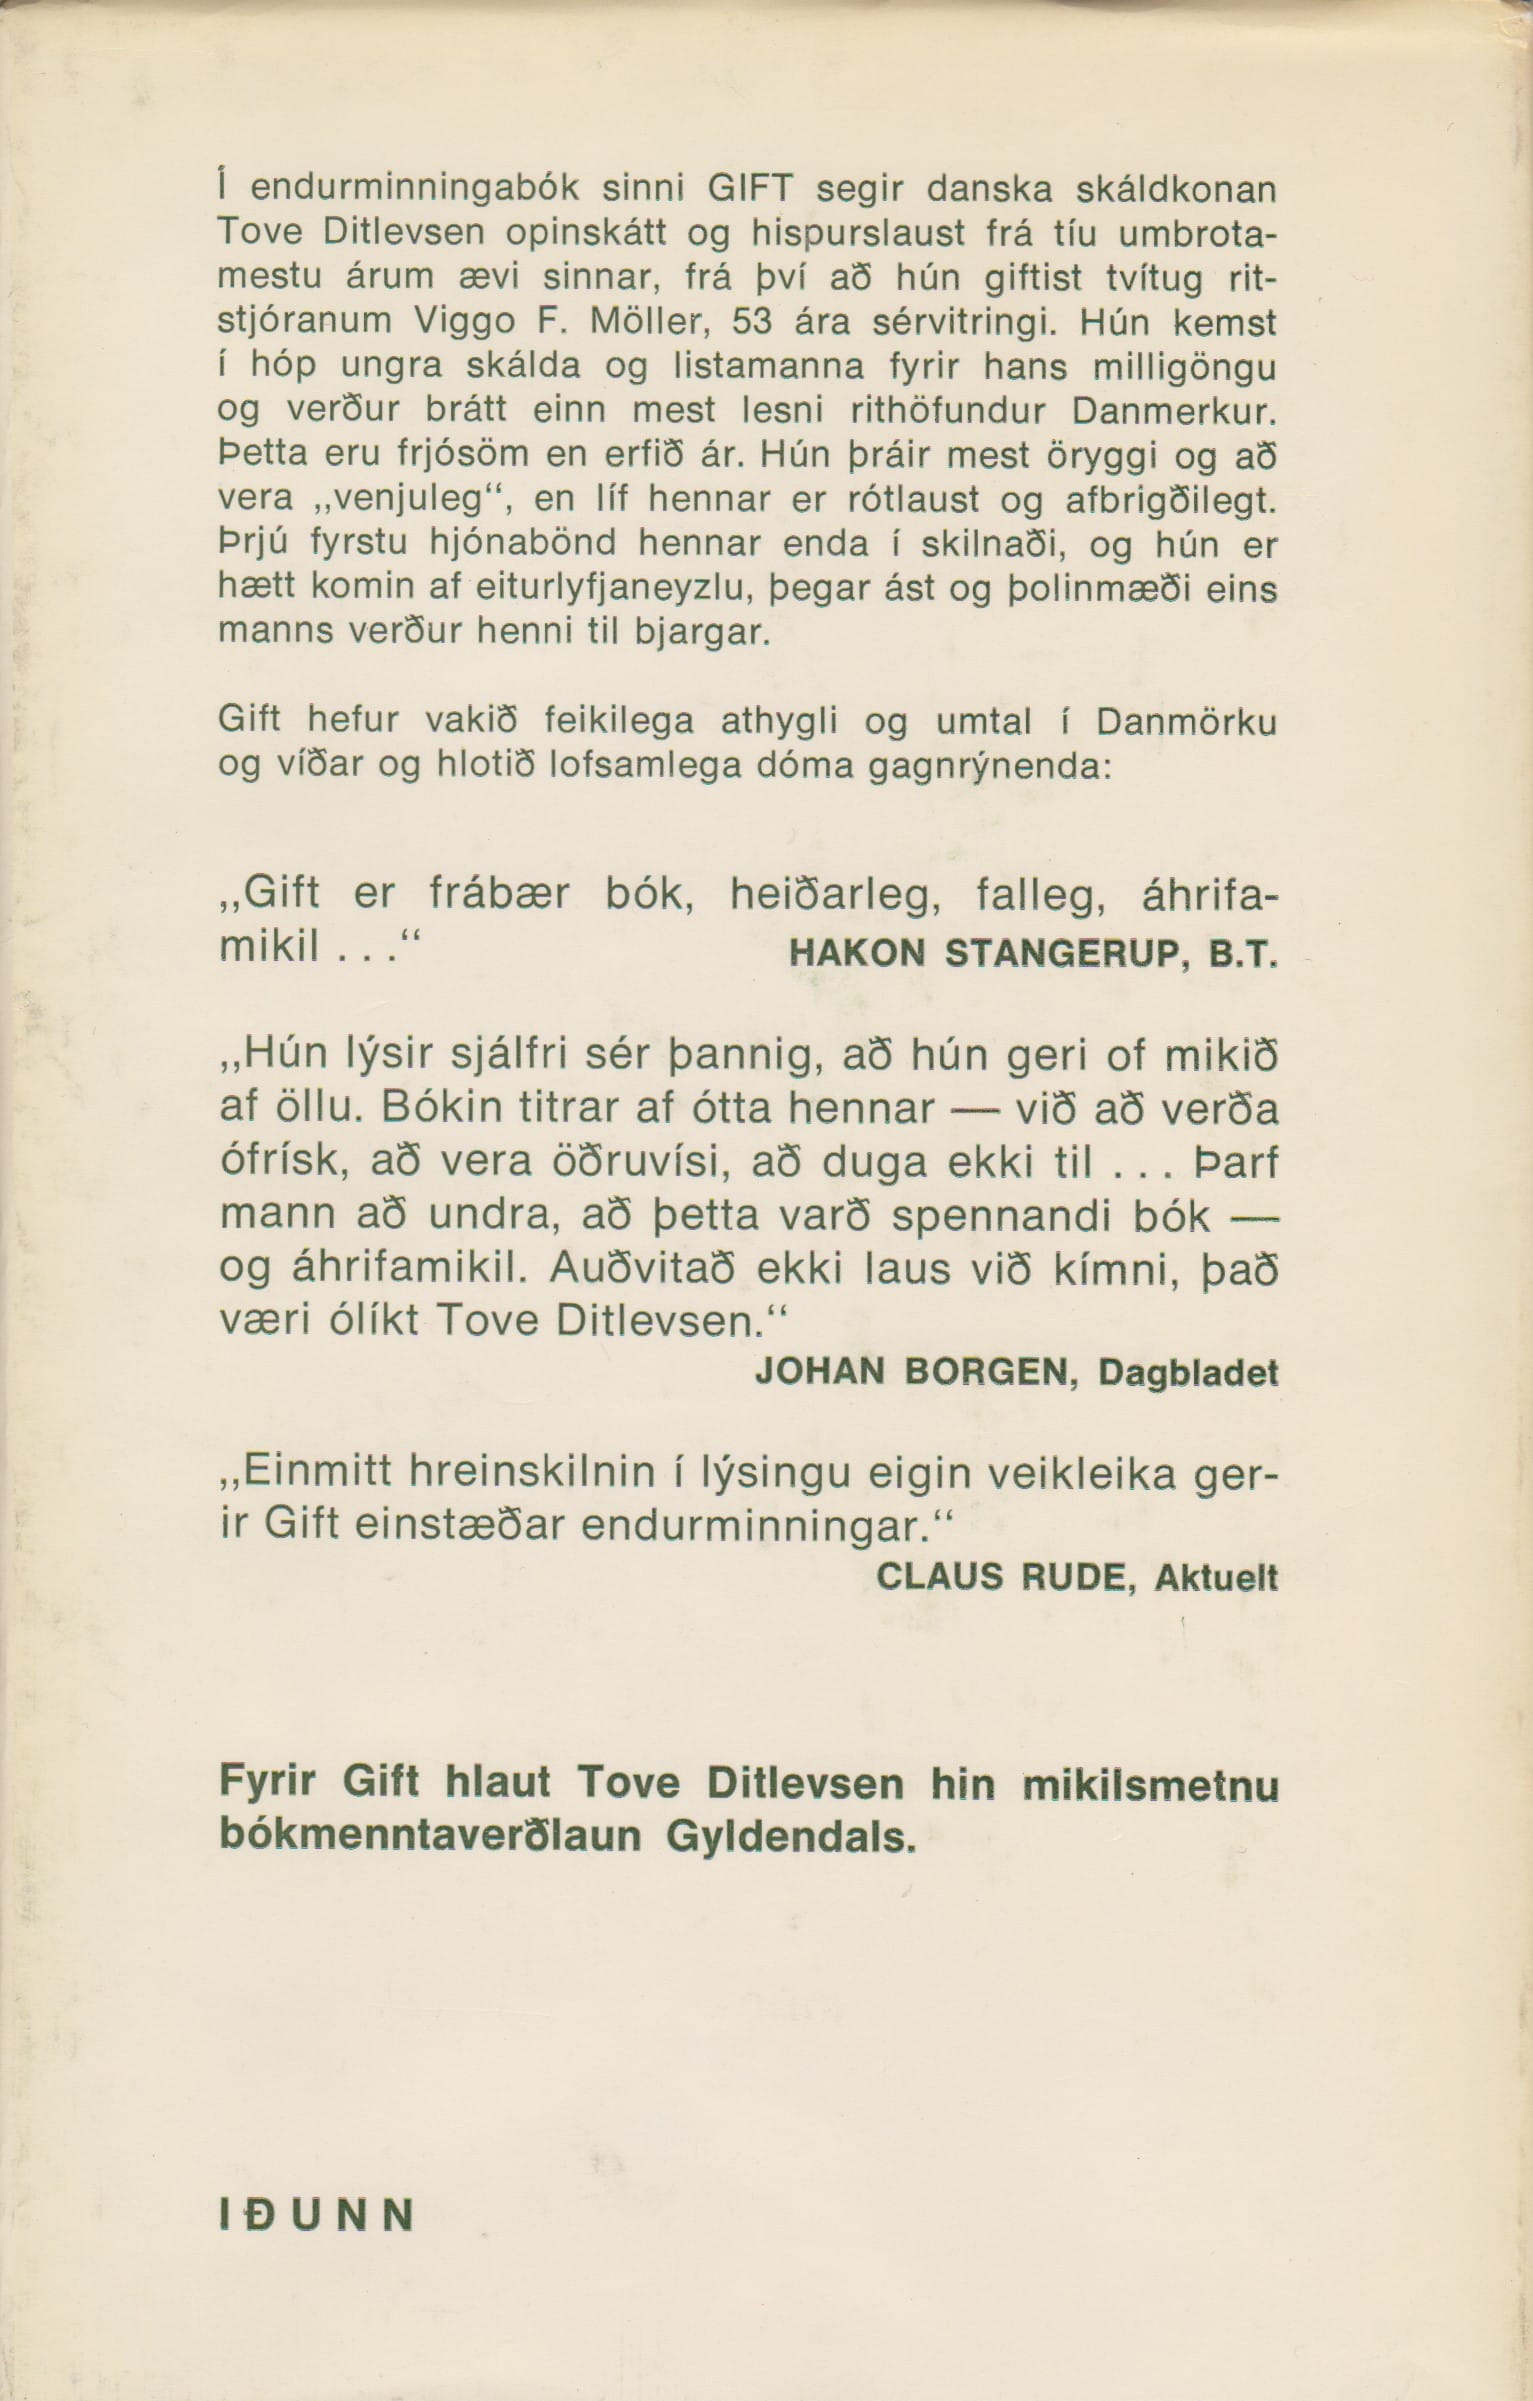 Í endurminningabók sinni GIFT segir danska skáldkonan
Tove Ditlevsen opinskátt og hispurslaust frá tíu umbrota-
mestu árum ævi sinnar, frá því að hún giftist tvítug rit-
stjóranum Viggo F. Möller, 53 ára sérvitringi. Hún kemst
í hóp ungra skálda og listamanna fyrir hans milligöngu
og verður brátt einn mest lesni rithöfundur Danmerkur.
Þetta eru frjósöm en erfið ár. Hún þráir mest öryggi og að
vera „venjuleg“, en líf hennar er rótlaust og afbrigðilegt.
Þrjú fyrstu hjónabönd hennar enda í skilnaði, og hún er
hætt komin af eiturlyfjaneyzlu, þegar ást og þolinmæði eins
manns verður henni til bjargar.
Gift hefur vakið feikilega athygli og umtal í Danmörku
og víðar og hlotið lofsamlega dóma gagnrýnenda:
„Gift er frábær bók, heiðarleg, falleg, áhrifa-
mikil . . .“ HAKON STANGERUP, B.T.
„Hún lýsir sjálfri sér þannig, að hún geri of mikið
af öllu. Bókin titrar af ótta hennar — við að verða
ófrísk, að vera öðruvísi, að duga ekki til . . . Þarf
mann að undra, að þetta varð spennandi bók —
og áhrifamikil. Auðvitað ekki laus við kímni, það
væri ólíkt Tove Ditlevsen.“
JOHAN BORGEN, Dagbladet
„Einmitt hreinskilnin í lýsingu eigin veikleika ger-
ir Gift einstæðar endurminningar.“
CLAUS RUDE, Aktuelt
Fyrir Gift hlaut Tove Ditlevsen hin mikilsmetnu
bókmenntaverðlaun Gyldendals.
IÐUNN